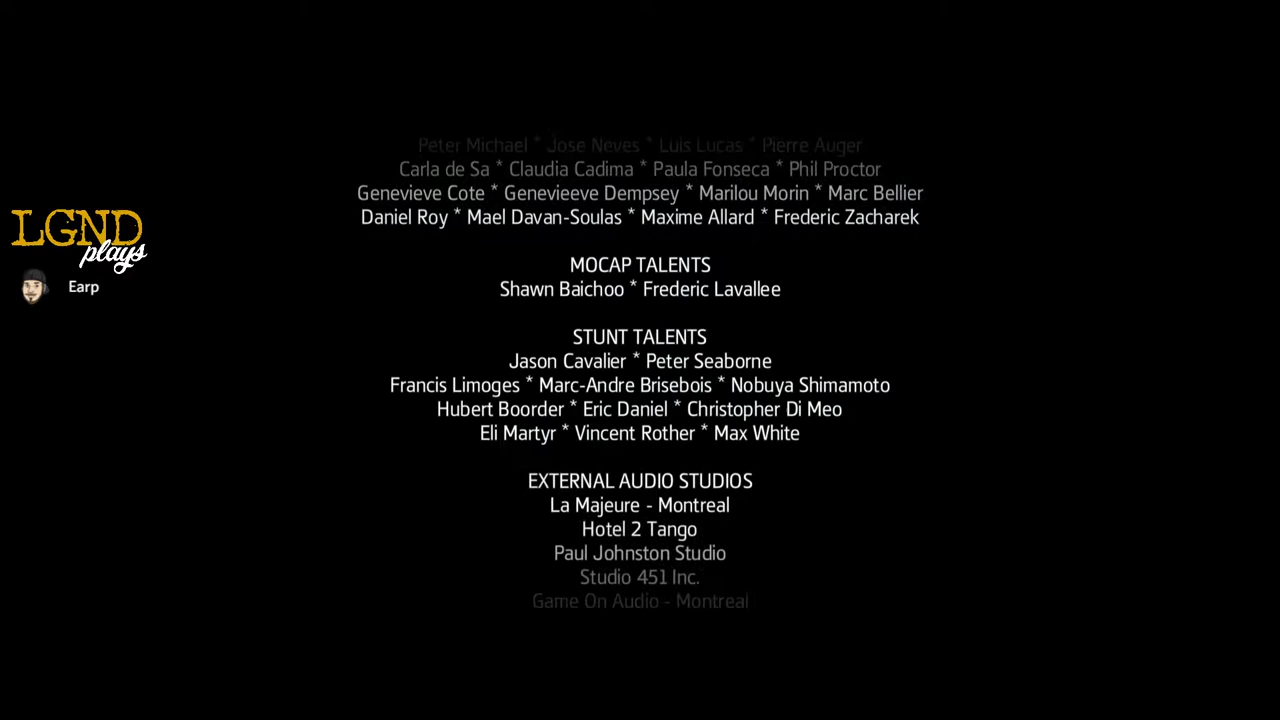 Peter Michael * Jose Neves * Luis Lucas * Pierre Auger
Carla de Sa * Claudia Cadima * Paula Fonseca * Phil Proctor
Genevieve Cote * Genevieeve Dempsey * Marilou Morin * Marc Bellier
Daniel Roy * Mael Davan-Soulas * Maxime Allard * Frederic Zacharek
LGND
plays
Earp
MOCAP TALENTS
Shawn Baichoo * Frederic Lavallee
STUNT TALENTS
Jason Cavalier * Peter Seaborne
Francis Limoges * Marc-Andre Brisebois * Nobuya Shimamoto
Hubert Boorder * Eric Daniel * Christopher Di Meo
Eli Martyr * Vincent Rother * Max White
EXTERNAL AUDIO STUDIOS
La Majeure - Montreal
Hotel 2 Tango
Paul Johnston Studio
Studio 451 Inc.
Game On Audio - Montreal